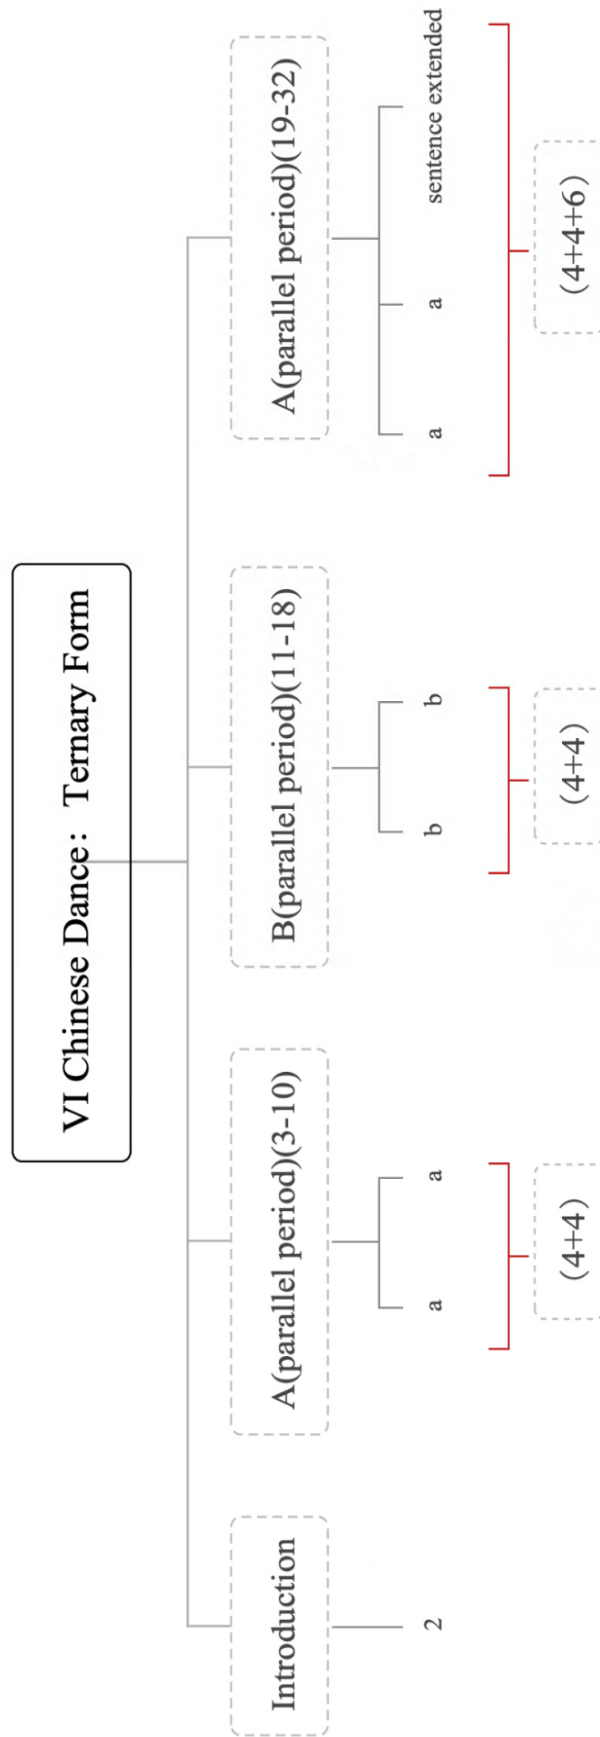 VI Chinese Dance： Ternary Form
Introduction
A(parallel period)(3-10)
B(parallel period)(11-18)
A(parallel period)(19-32)
2
a
a
b
b
a
a
sentence extended
（4+4）
（4+4）
（4+4+6）